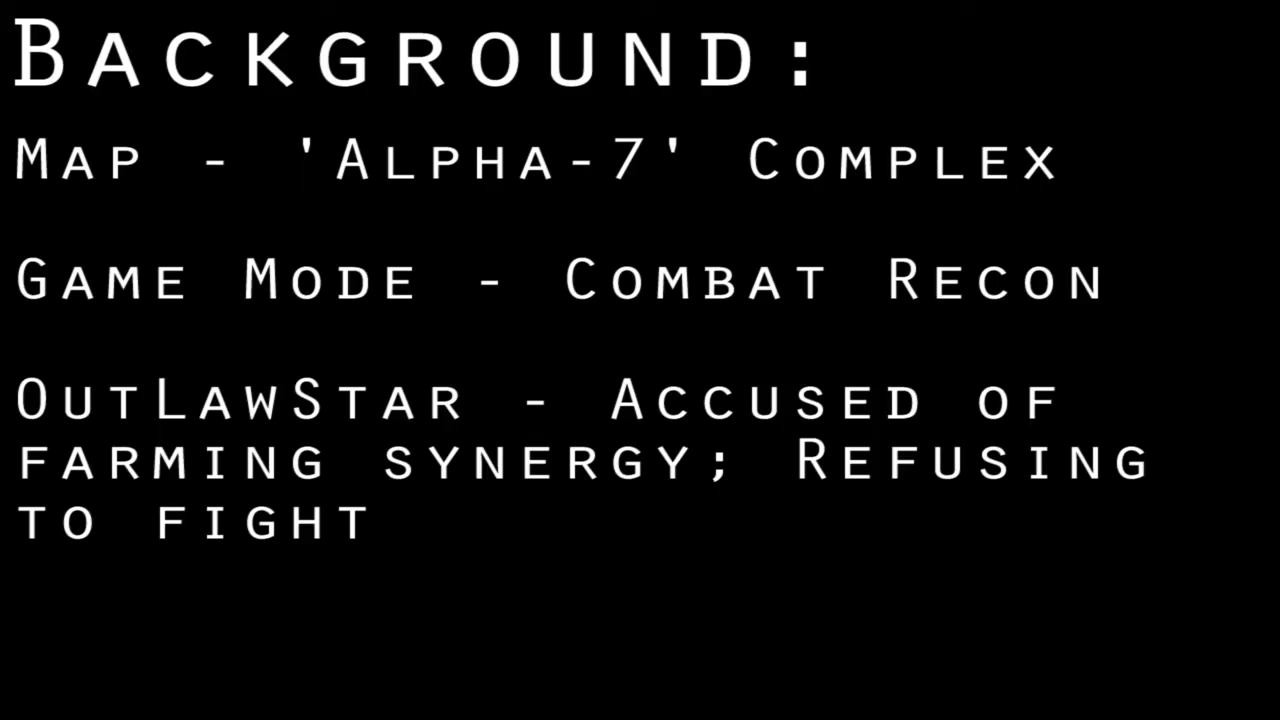 Background:
Map - 'Alpha-7' Complex
Game Mode - Combat Recon
OutLawStar - Accused of
farming synergy; Refusing
to fight